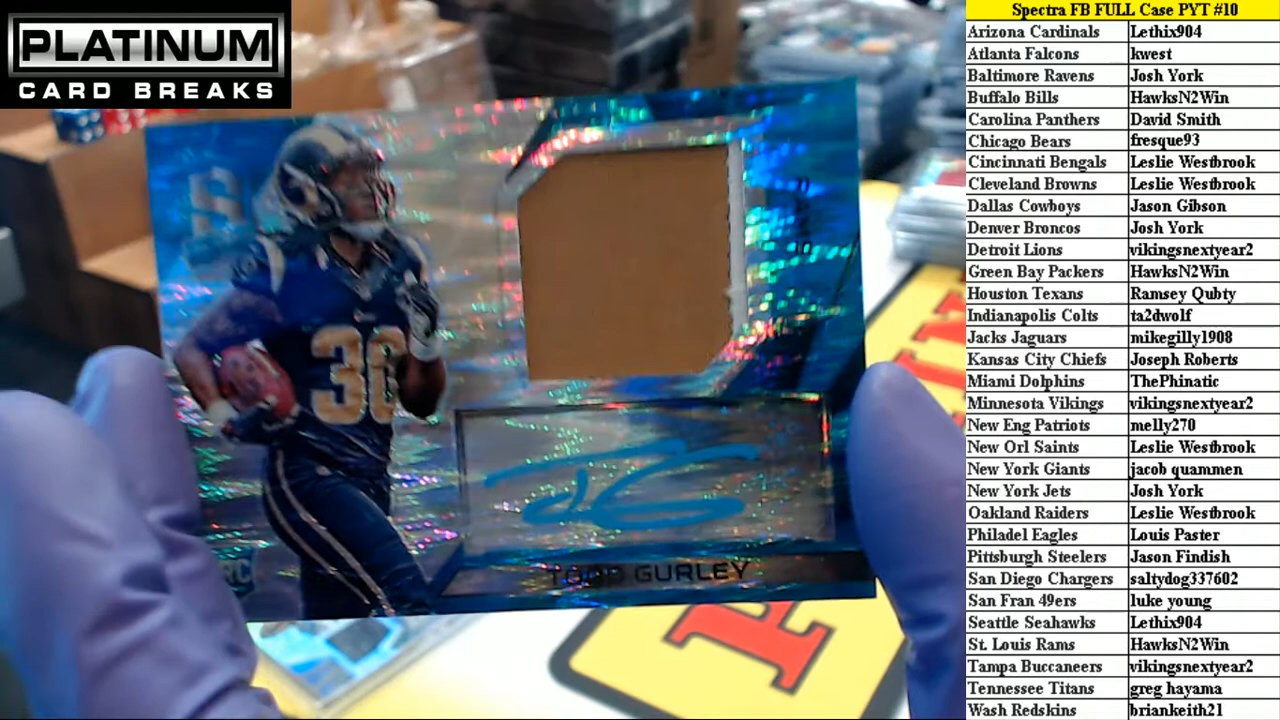 PLATINUM
CARD BREAKS
30
TODD GURLEY
RC
Spectra FB FULL Case PYT #10
Arizona Cardinals Lethix904
Atlanta Falcons kwest
Baltimore Ravens Josh York
Buffalo Bills HawksN2Win
Carolina Panthers David Smith
Chicago Bears fresque93
Cincinnati Bengals Leslie Westbrook
Cleveland Browns Leslie Westbrook
Dallas Cowboys Jason Gibson
Denver Broncos Josh York
Detroit Lions vikingsnextyear2
Green Bay Packers HawksN2Win
Houston Texans Ramsey Qubty
Indianapolis Colts ta2dwolf
Jacks Jaguars mikegilly1908
Kansas City Chiefs Joseph Roberts
Miami Dolphins ThePhinatic
Minnesota Vikings vikingsnextyear2
New Eng Patriots melly270
New Orl Saints Leslie Westbrook
New York Giants jacob quammen
New York Jets Josh York
Oakland Raiders Leslie Westbrook
Philadel Eagles Louis Paster
Pittsburgh Steelers Jason Findish
San Diego Chargers saltydog337602
San Fran 49ers luke young
Seattle Seahawks Lethix904
St. Louis Rams HawksN2Win
Tampa Buccaneers vikingsnextyear2
Tennessee Titans greg hayama
Wash Redskins briankeith21